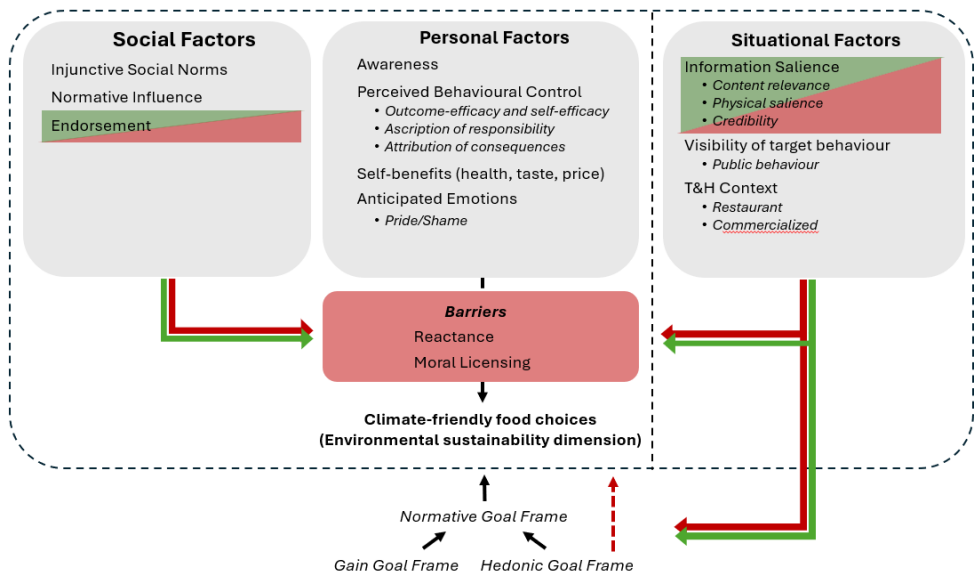 Social Factors
Injunctive Social Norms
Normative Influence
Endorsement
Personal Factors
Awareness
Perceived Behavioural Control
• Outcome-efficacy and self-efficacy
• Ascription of responsibility
• Attribution of consequences
Self-benefits (health, taste, price)
Anticipated Emotions
• Pride/Shame
Situational Factors
Information Salience
• Content relevance
• Physical salience
• Credibility
Visibility of target behaviour
• Public behaviour
T&H Context
• Restaurant
• Commercialized
Barriers
Reactance
Moral Licensing
Climate-friendly food choices
(Environmental sustainability dimension)
Normative Goal Frame
Gain Goal Frame
Hedonic Goal Frame